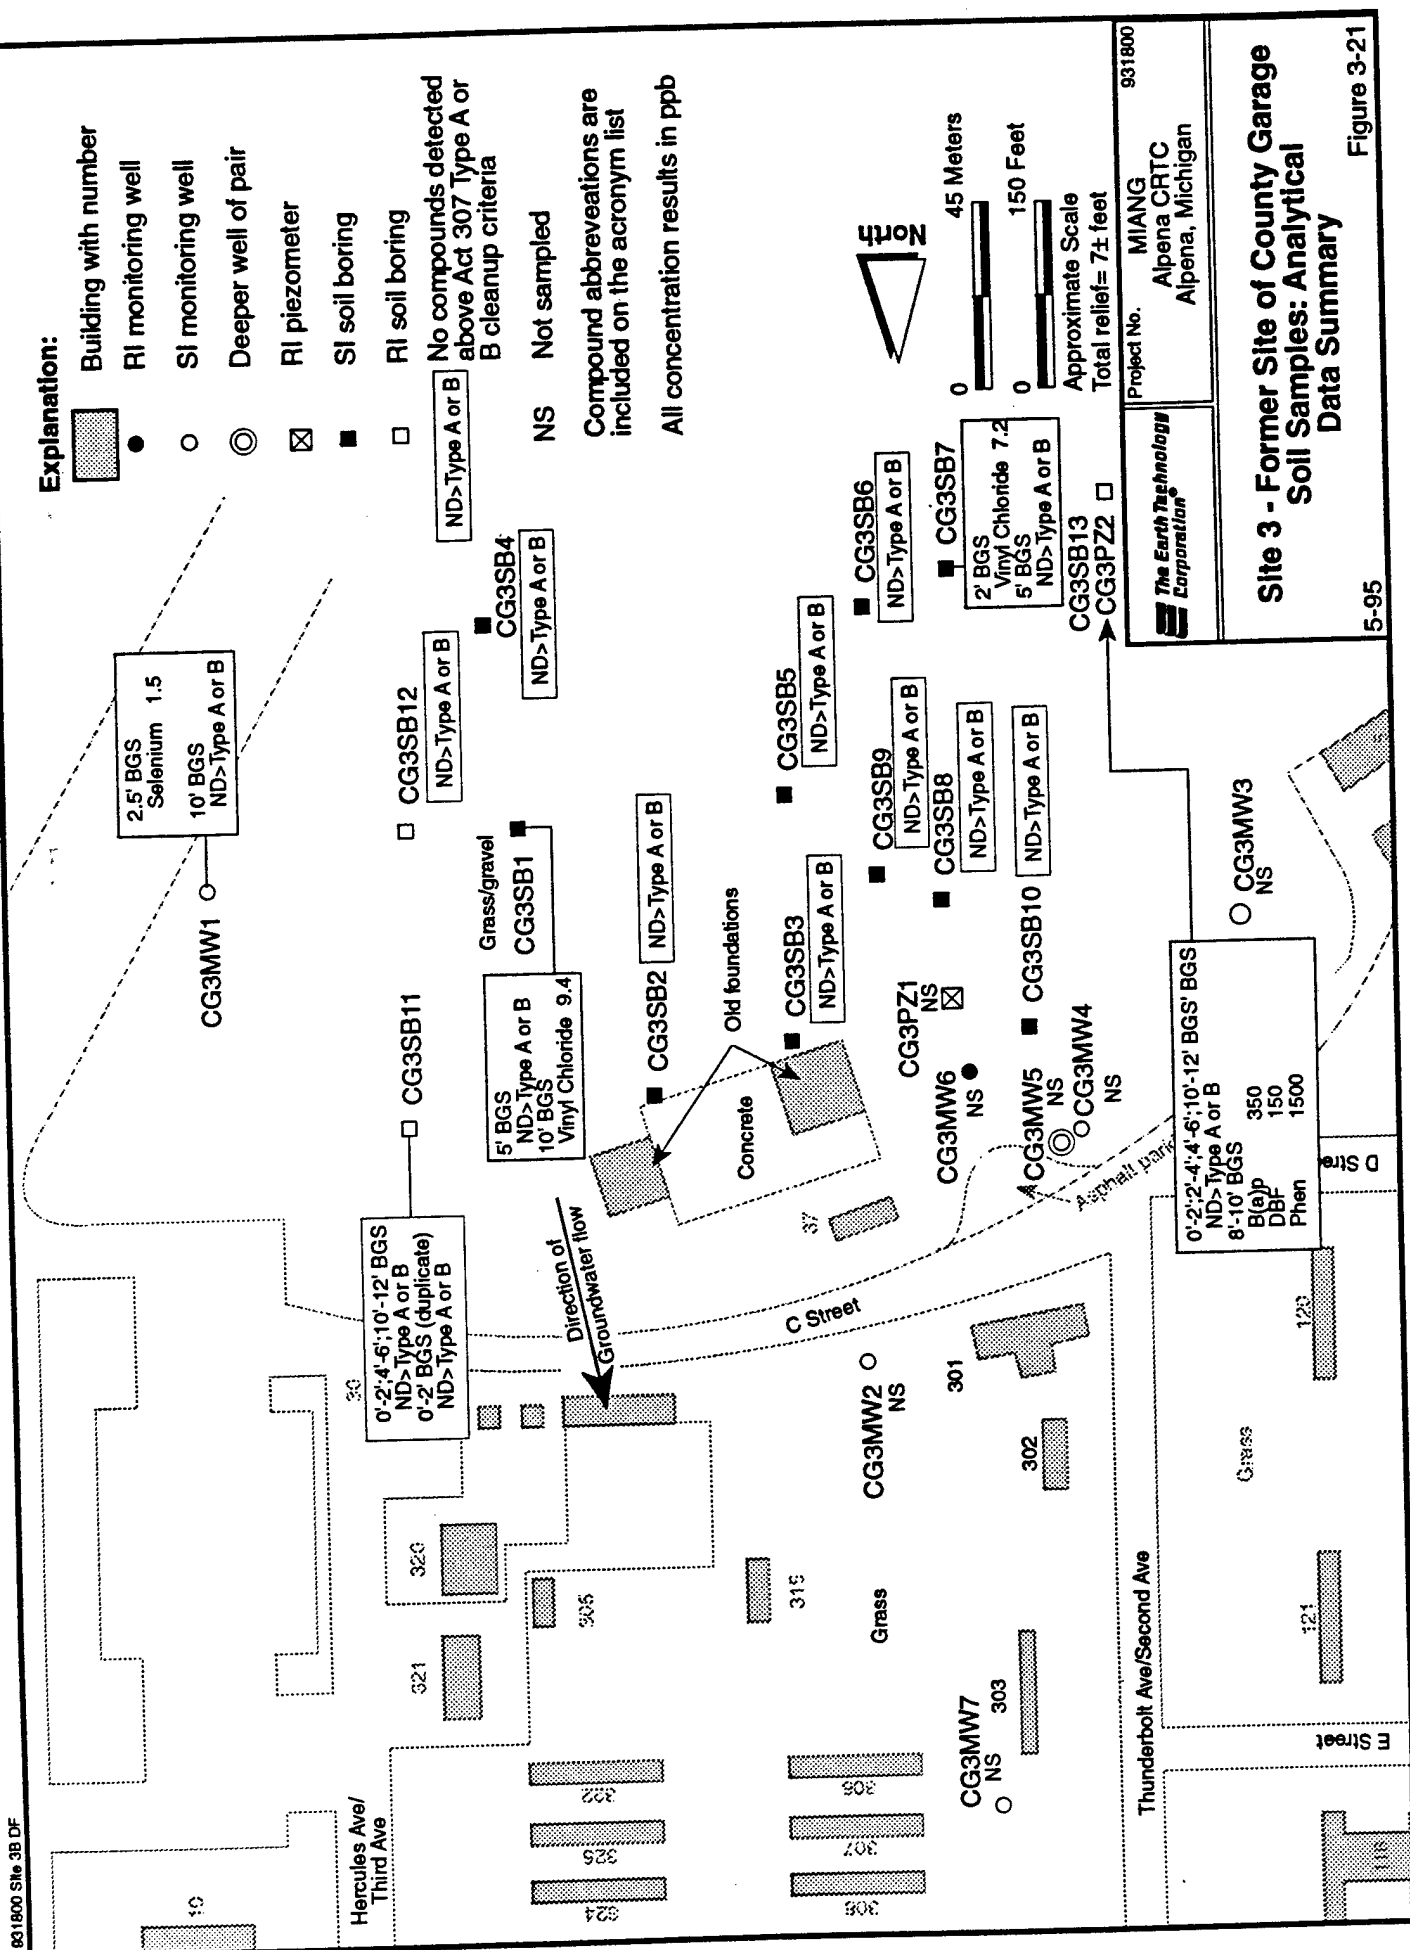 931800 Site 3B DF
Explanation:
Building with number
RI monitoring well
SI monitoring well
Deeper well of pair
RI piezometer
SI soil boring
RI soil boring
ND>Type A or B
No compounds detected
above Act 307 Type A or
B cleanup criteria
NS Not sampled
Compound abbreveations are
included on the acronym list
All concentration results in ppb
North
0 45 Meters
0 150 Feet
Approximate Scale
Total relief= 7± feet
2.5' BGS
Selenium 1.5
10' BGS
ND>Type A or B
CG3MW1
CG3SB12
ND>Type A or B
CG3SB4
ND>Type A or B
CG3SB11
0'-2';4'-6';10'-12' BGS
ND>Type A or B
0'-2' BGS (duplicate)
ND>Type A or B
Grass/gravel
CG3SB1
5' BGS
ND>Type A or B
10' BGS
Vinyl Chloride 9.4
CG3SB2
ND>Type A or B
Old foundations
Concrete
CG3SB3
ND>Type A or B
CG3SB5
ND>Type A or B
CG3SB6
ND>Type A or B
CG3SB9
ND>Type A or B
CG3SB8
ND>Type A or B
CG3SB7
2' BGS
Vinyl Chloride 7.2
5' BGS
ND>Type A or B
CG3SB10
ND>Type A or B
CG3SB13
CG3PZ2
CG3PZ1
NS
CG3MW6
NS
CG3MW5
NS
CG3MW4
NS
CG3MW3
NS
0'-2';2'-4';4'-6';10'-12' BGS' BGS
ND>Type A or B
8'-10' BGS
B(a)p 350
DBF 150
Phen 1500
Direction of
Groundwater flow
C Street
Asphalt
37
30
CG3MW2
NS
301
302
303
CG3MW7
NS
Grass
Grass
319
305
320
321
322
325
324
306
307
308
19
Hercules Ave/
Third Ave
Thunderbolt Ave/Second Ave
D Street
E Street
120
121
116
The Earth Technology
Corporation®
Project No. MIANG 931800
Alpena CRTC
Alpena, Michigan
Site 3 - Former Site of County Garage
Soil Samples: Analytical
Data Summary
5-95
Figure 3-21